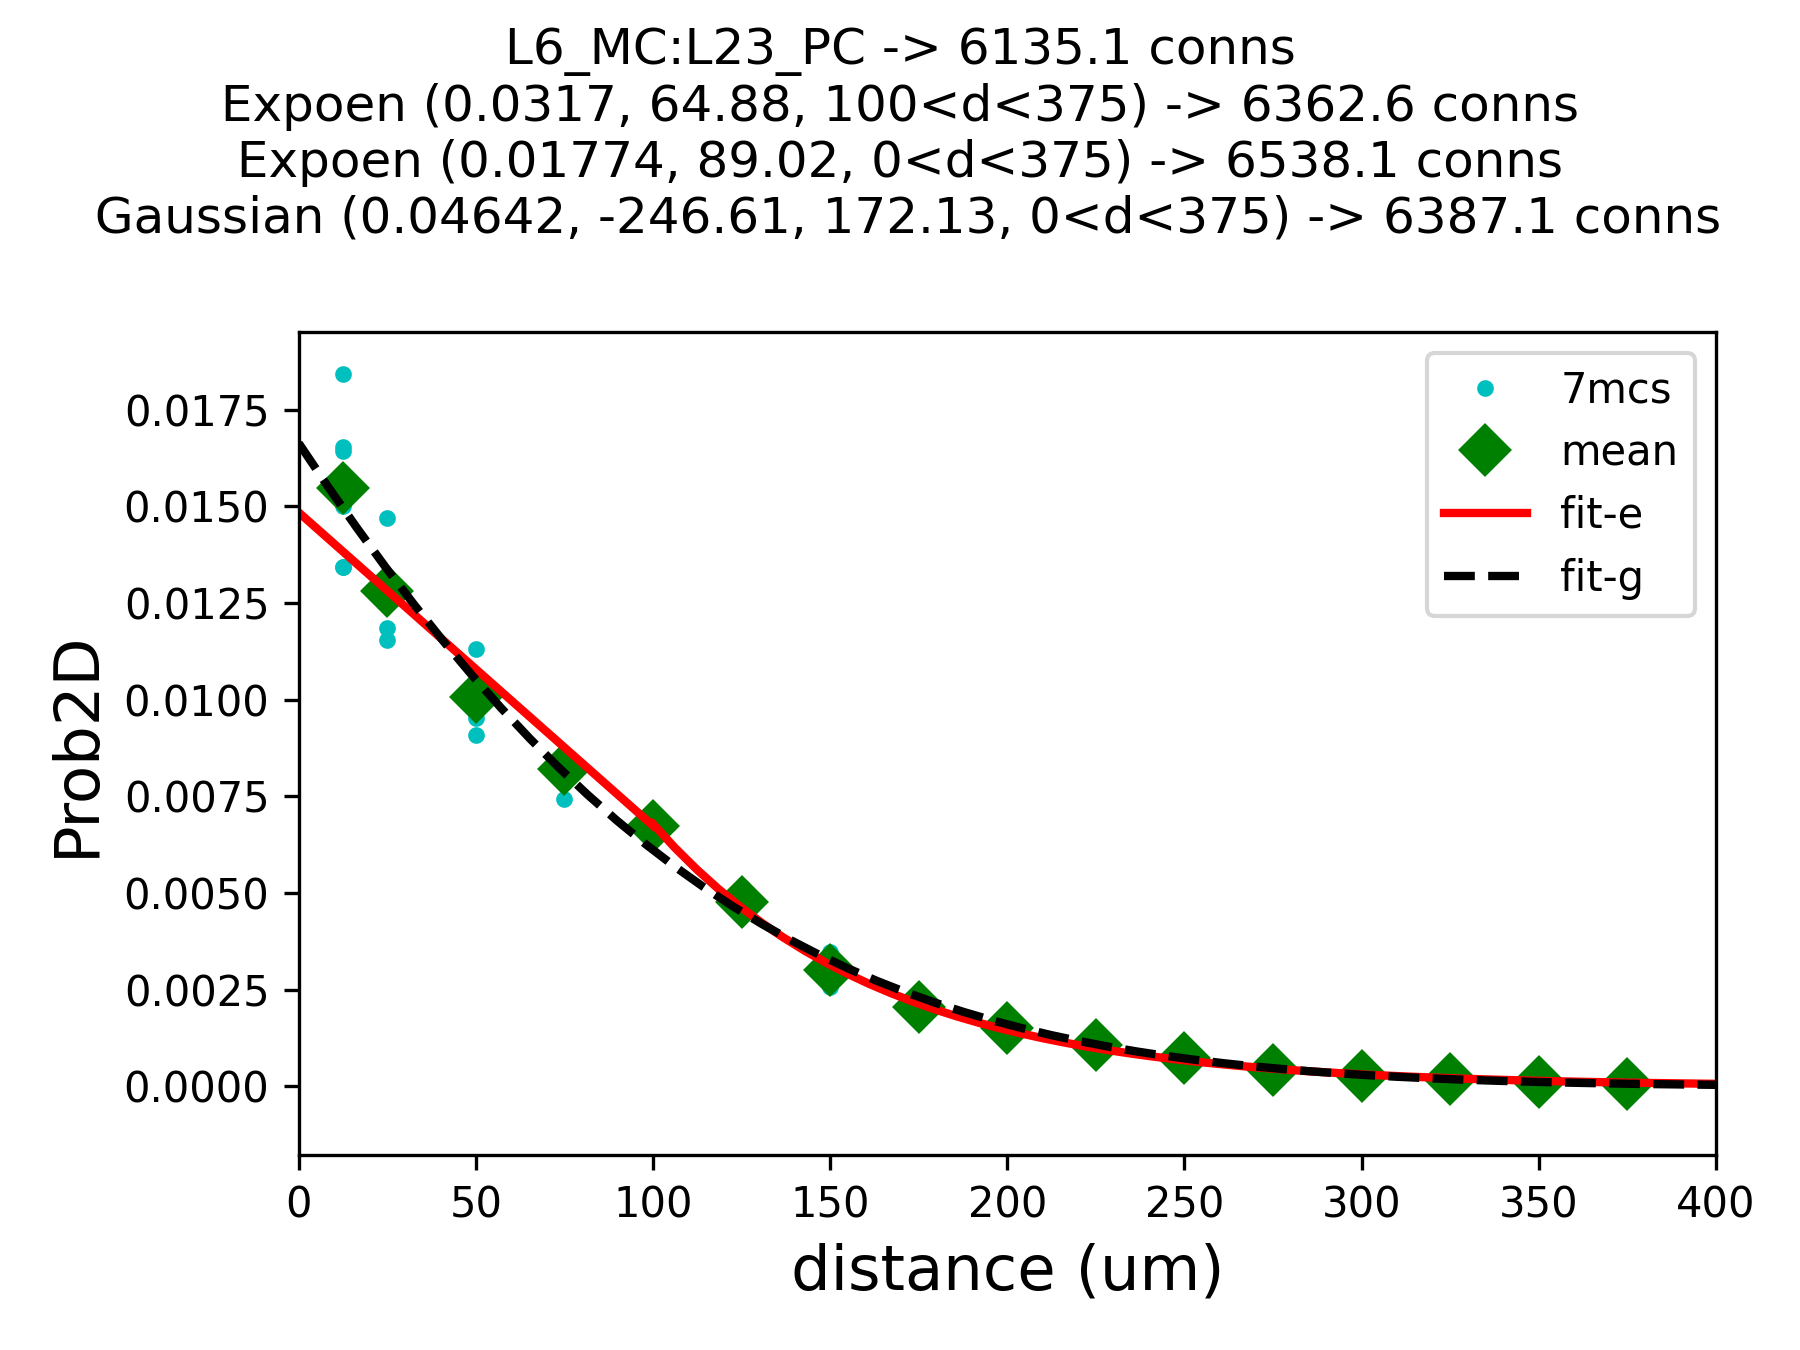 L6_MC:L23_PC -> 6135.1 conns
Expoen (0.0317, 64.88, 100<d<375) -> 6362.6 conns
Expoen (0.01774, 89.02, 0<d<375) -> 6538.1 conns
Gaussian (0.04642, -246.61, 172.13, 0<d<375) -> 6387.1 conns
7mcs
mean
fit-e
fit-g
Prob2D
0.0175
0.0150
0.0125
0.0100
0.0075
0.0050
0.0025
0.0000
0 50 100 150 200 250 300 350 400
distance (um)